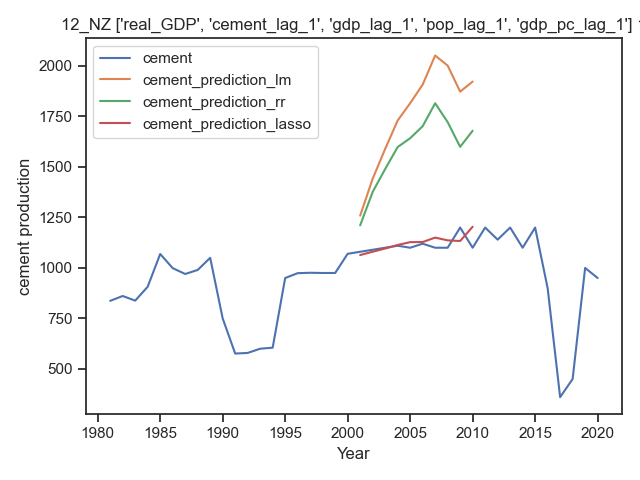 12_NZ ['real_GDP', 'cement_lag_1', 'gdp_lag_1', 'pop_lag_1', 'gdp_pc_lag_1']
cement
cement_prediction_lm
cement_prediction_rr
cement_prediction_lasso
cement production
2000
1750
1500
1250
1000
750
500
1980 1985 1990 1995 2000 2005 2010 2015 2020
Year